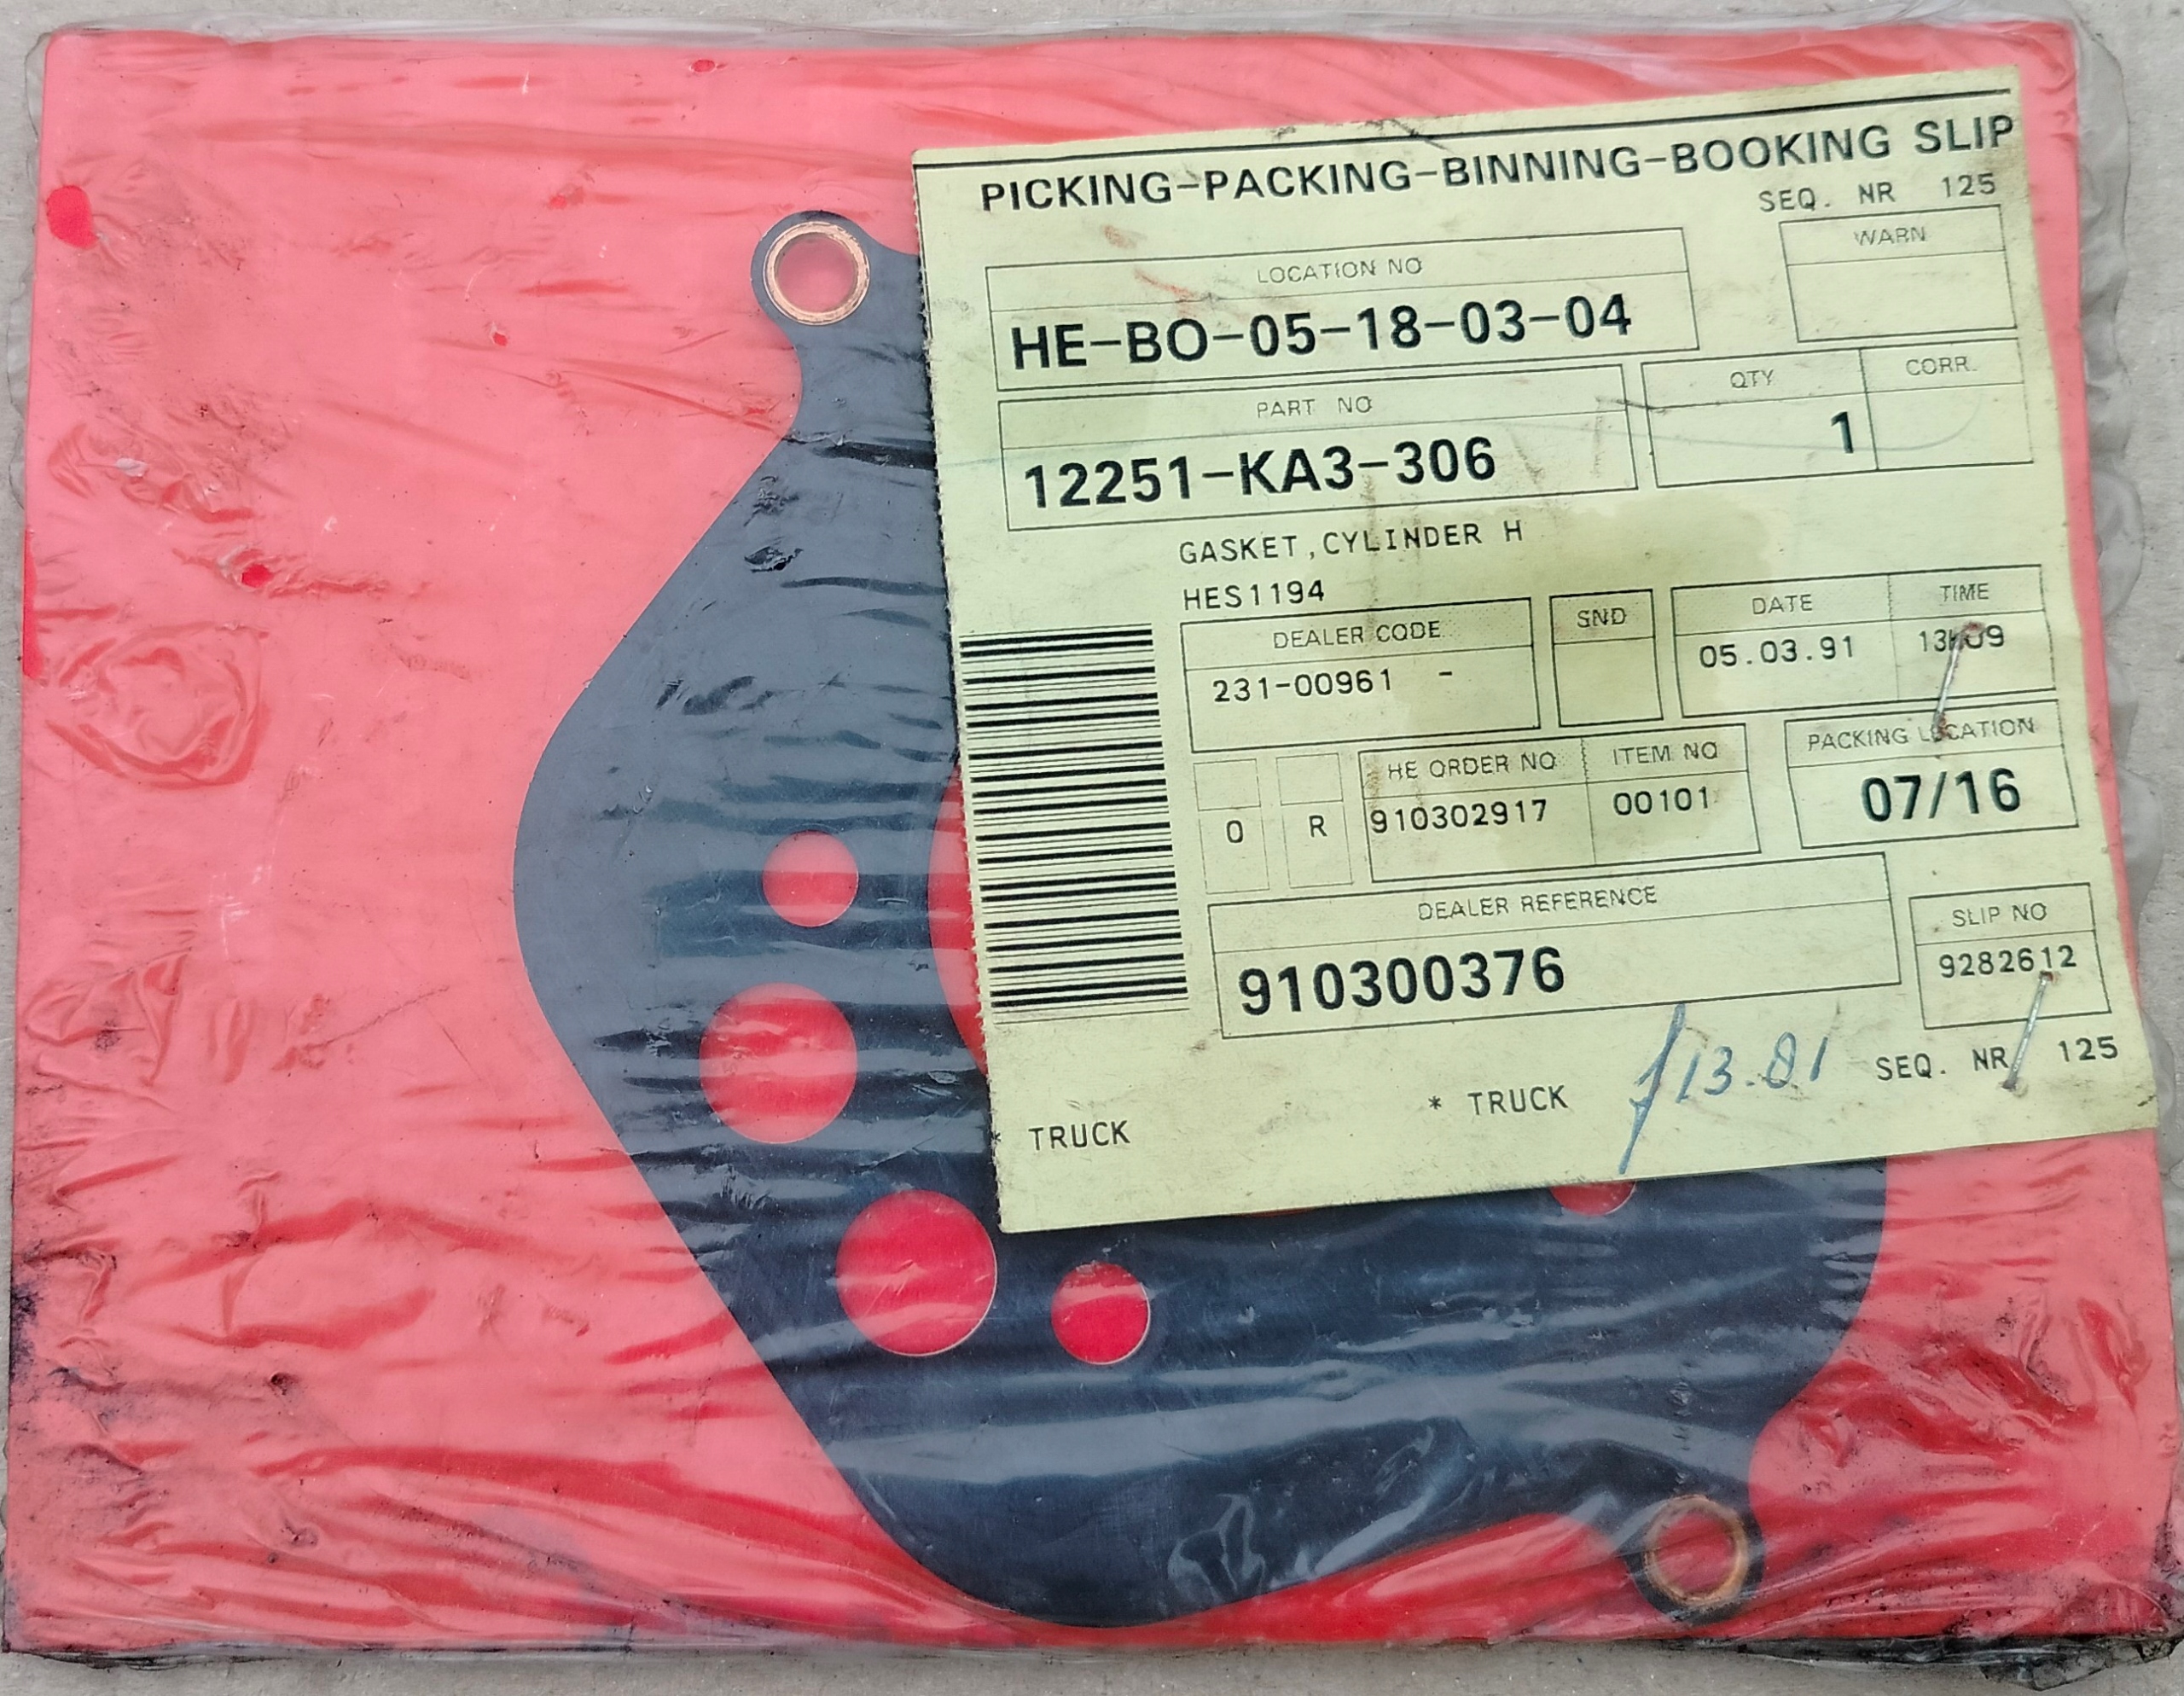 PICKING-PACKING-BINNING-BOOKING SLIP
SEQ. NR 125
LOCATION NO
WARN
HE-BO-05-18-03-04
PART NO
QTY
CORR.
12251-KA3-306
1
GASKET,CYLINDER H
HES1194
DEALER CODE
SND
DATE
TIME
231-00961 -
05.03.91
13h09
HE ORDER NO
ITEM NO
PACKING LOCATION
O
R
910302917
00101
07/16
DEALER REFERENCE
SLIP NO
910300376
9282612
SEQ. NR 125
* TRUCK
* TRUCK